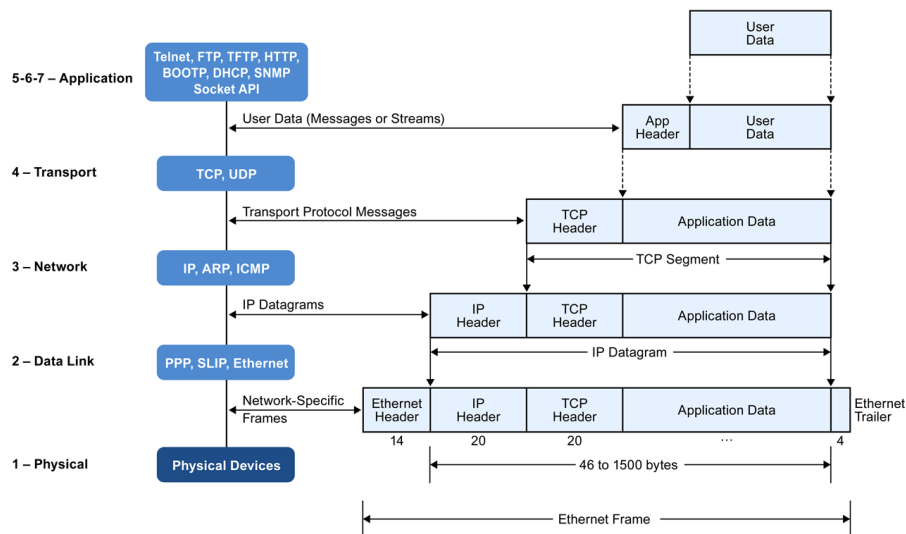 User
Data
Telnet, FTP, TFTP, HTTP,
BOOTP, DHCP, SNMP
Socket API
5-6-7 – Application
User Data (Messages or Streams)
App
Header
User
Data
4 – Transport
TCP, UDP
Transport Protocol Messages
TCP
Header
Application Data
TCP Segment
3 – Network
IP, ARP, ICMP
IP Datagrams
IP
Header
TCP
Header
Application Data
IP Datagram
2 – Data Link
PPP, SLIP, Ethernet
Network-Specific
Frames
Ethernet
Header
IP
Header
TCP
Header
Application Data
Ethernet
Trailer
14
20
20
...
4
1 – Physical
Physical Devices
46 to 1500 bytes
Ethernet Frame